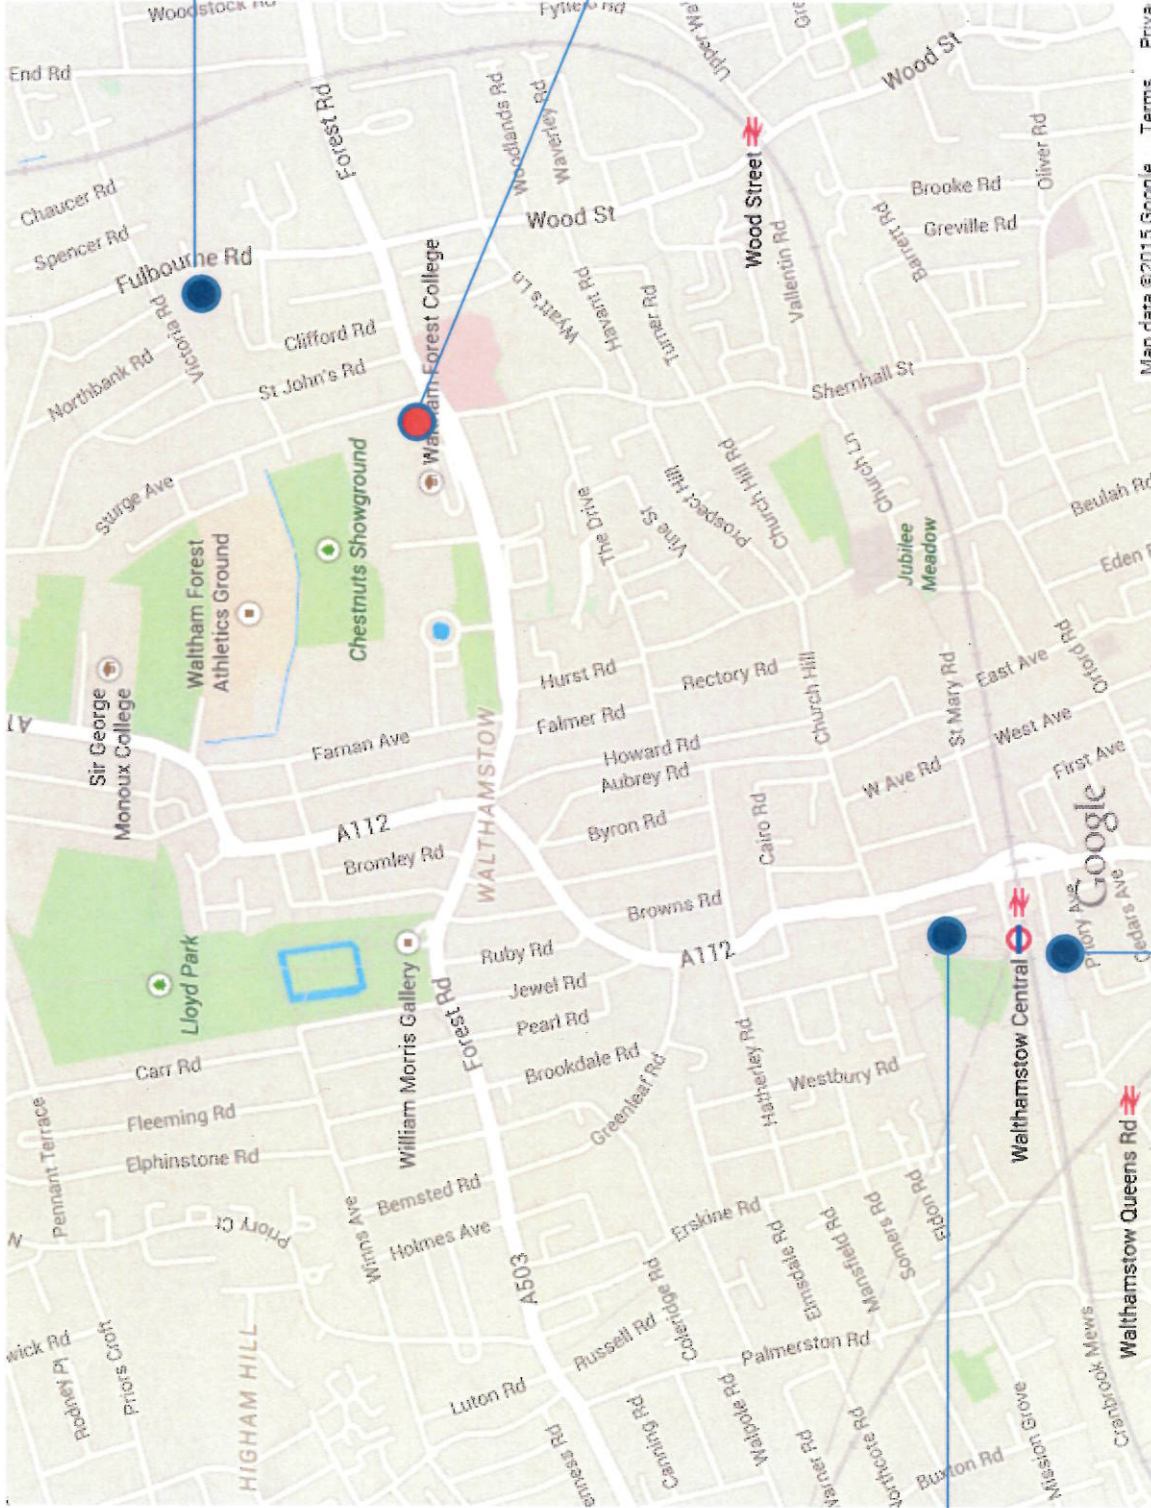 Woodstock Rd
End Rd
Chaucer Rd
Spencer Rd
Fulbourne Rd
Victoria Rd
Northbank Rd
Clifford Rd
St John's Rd
Forest Rd
Woodlands Rd
Waverley Rd
Wood St
Wood St
Wood Street
Brooke Rd
Oliver Rd
Greville Rd
Barrett Rd
Vallentin Rd
Wyatt's Ln
Havant Rd
Turner Rd
Shernhall St
Waltham Forest College
Sturge Ave
Waltham Forest
Athletics Ground
Chestnuts Showground
Sir George
Monoux College
The Drive
Vine St
Prospect Hill
Church Hill Rd
Church Ln
Jubilee
Meadow
Beulah Rd
Eden
Hurst Rd
Falmer Rd
Rectory Rd
Church Hill
Howard Rd
Aubrey Rd
St Mary Rd
East Ave
Orford Rd
West Ave
First Ave
W Ave Rd
Cairo Rd
Byron Rd
Farnan Ave
WALTHAMSTOW
A112
Bromley Rd
Browns Rd
A112
Ruby Rd
Jewel Rd
Pearl Rd
Brookdale Rd
Greenleaf Rd
Lloyd Park
William Morris Gallery
Forest Rd
Carr Rd
Fleeming Rd
Elphinstone Rd
Pennant Terrace
Priory Ct
Winns Ave
Bemsted Rd
Holmes Ave
A503
Hatherley Rd
Westbury Rd
Erskine Rd
Elmsdale Rd
Mansfield Rd
Somers Rd
Eldon Rd
Coleridge Rd
Russell Rd
Palmerston Rd
Luton Rd
Canning Rd
Walpole Rd
Buxton Rd
Mission Grove
Cranbrook Mews
Walthamstow Queens Rd
Walthamstow Central
Priory Ave
Cedars Ave
Google
HIGHAM HILL
Priors Croft
Rodney Pl
wick Rd
Map data ©2015 Google Terms